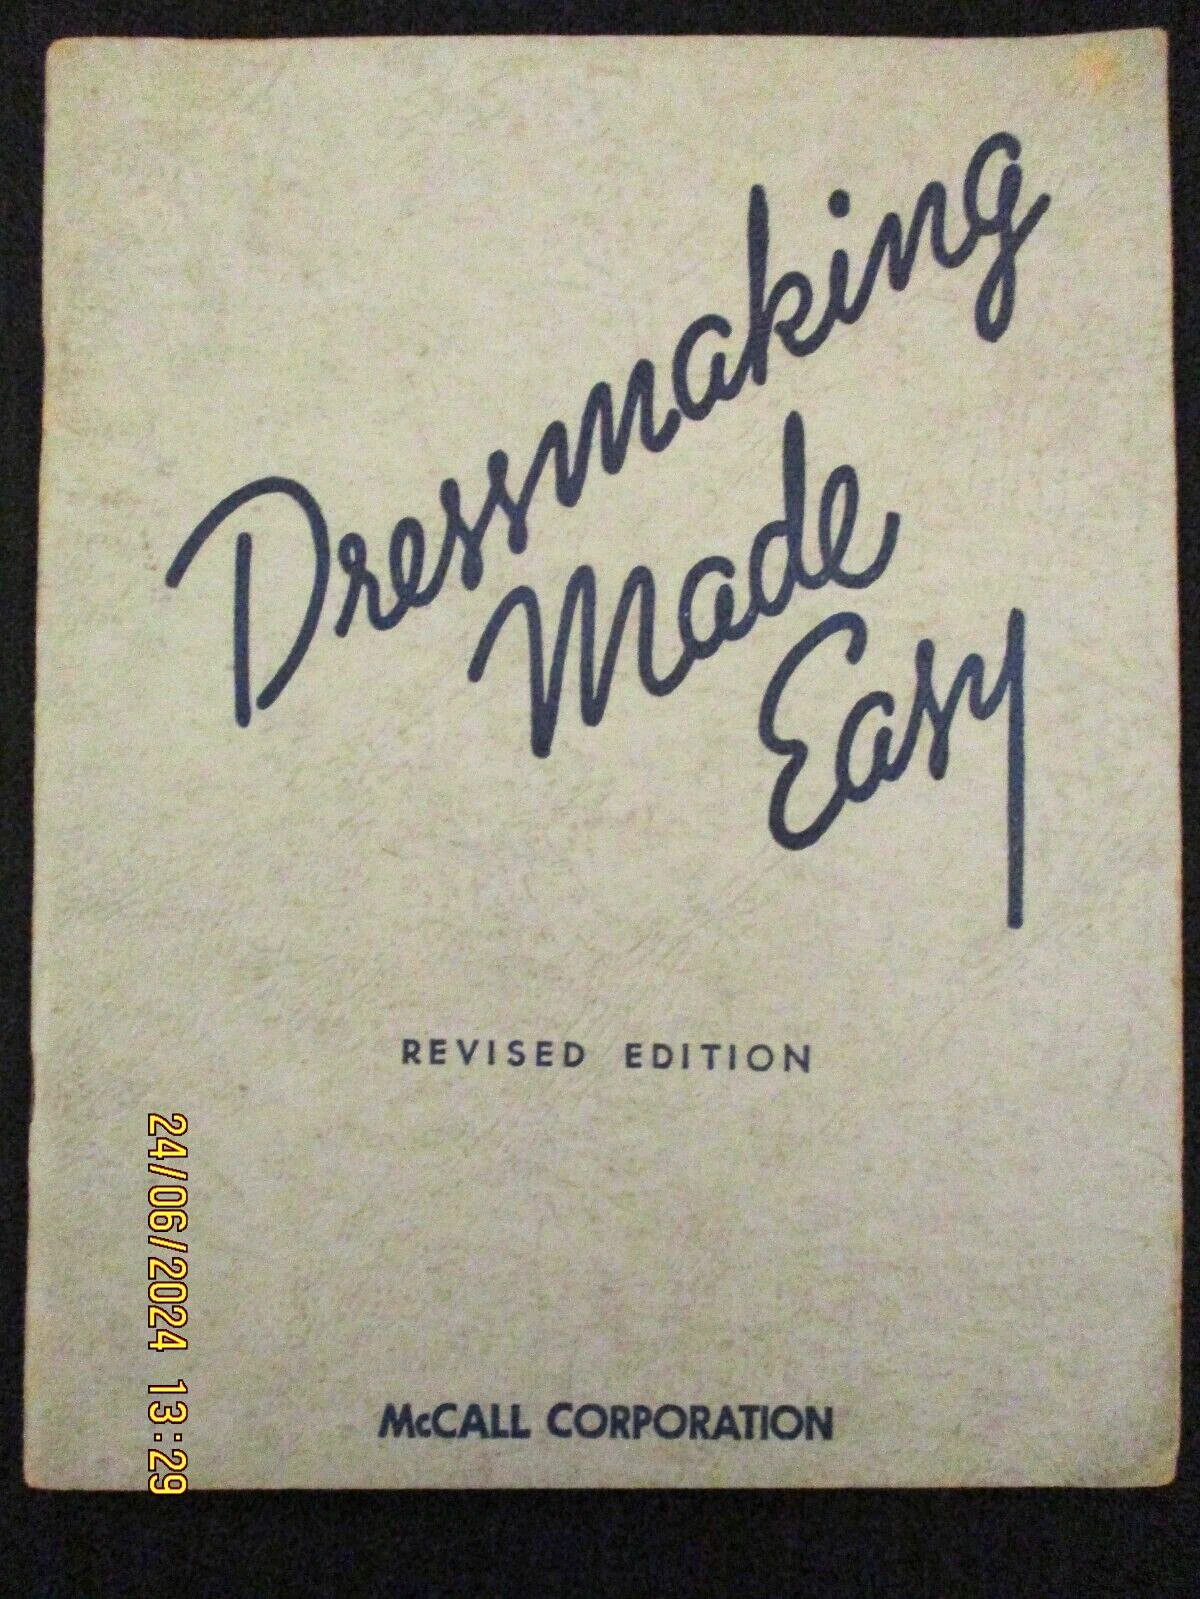 Dressmaking
Made
Easy
REVISED EDITION
McCALL CORPORATION
24/06/2024 13:29